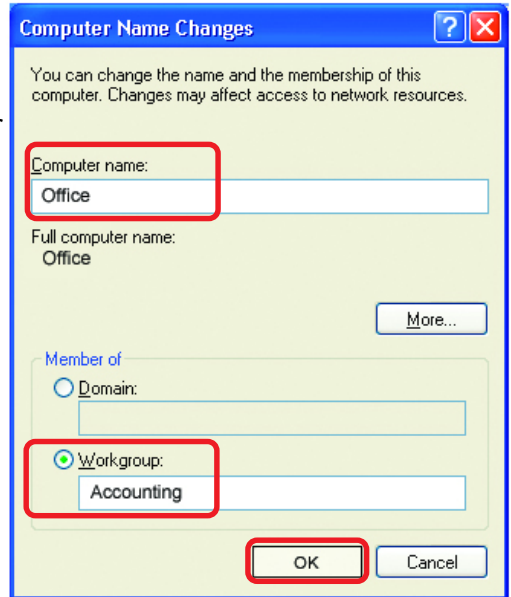 Computer Name Changes
You can change the name and the membership of this
computer. Changes may affect access to network resources.
Computer name:
Office
Full computer name:
Office
More...
Member of
Domain:
Workgroup:
Accounting
OK Cancel